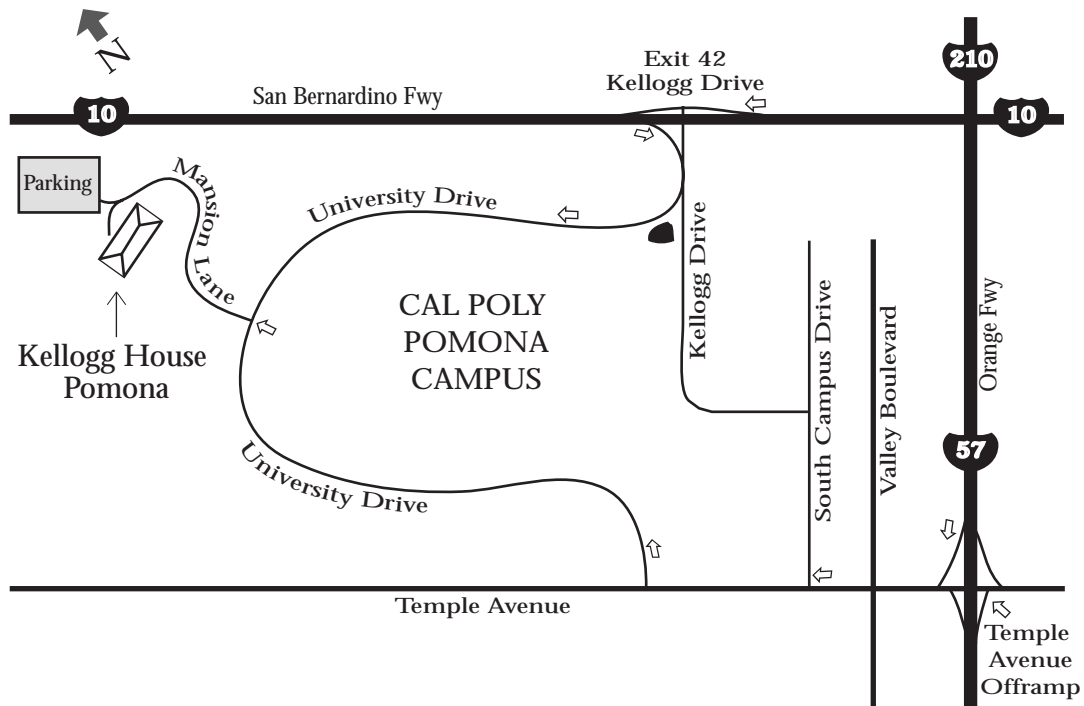 N
Exit 42
Kellogg Drive
210
San Bernardino Fwy
10
10
Parking
Mansion Lane
University Drive
Kellogg Drive
South Campus Drive
Valley Boulevard
Orange Fwy
CAL POLY
POMONA
CAMPUS
Kellogg House
Pomona
57
University Drive
Temple Avenue
Temple
Avenue
Offramp